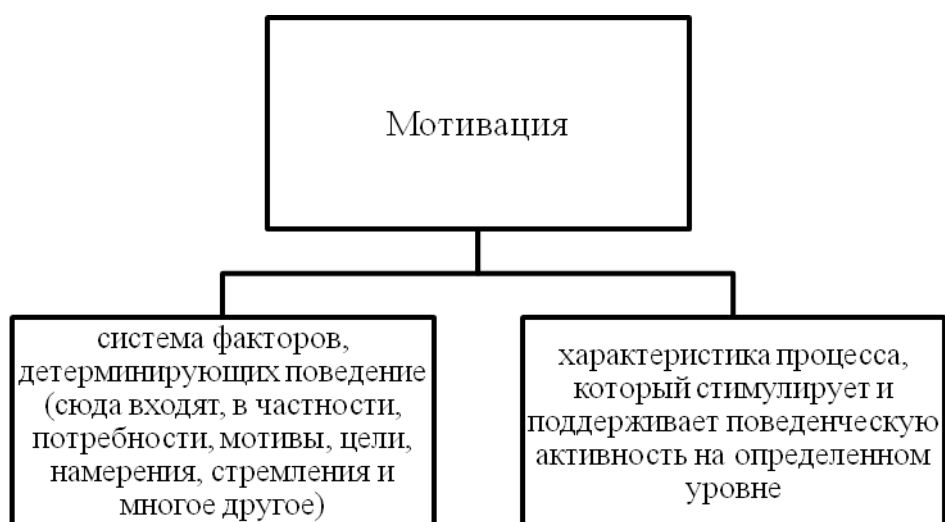 Мотивация
система факторов,
детерминирующих поведение
(сюда входят, в частности,
потребности, мотивы, цели,
намерения, стремления и
многое другое)
характеристика процесса,
который стимулирует и
поддерживает поведенческую
активность на определенном
уровне